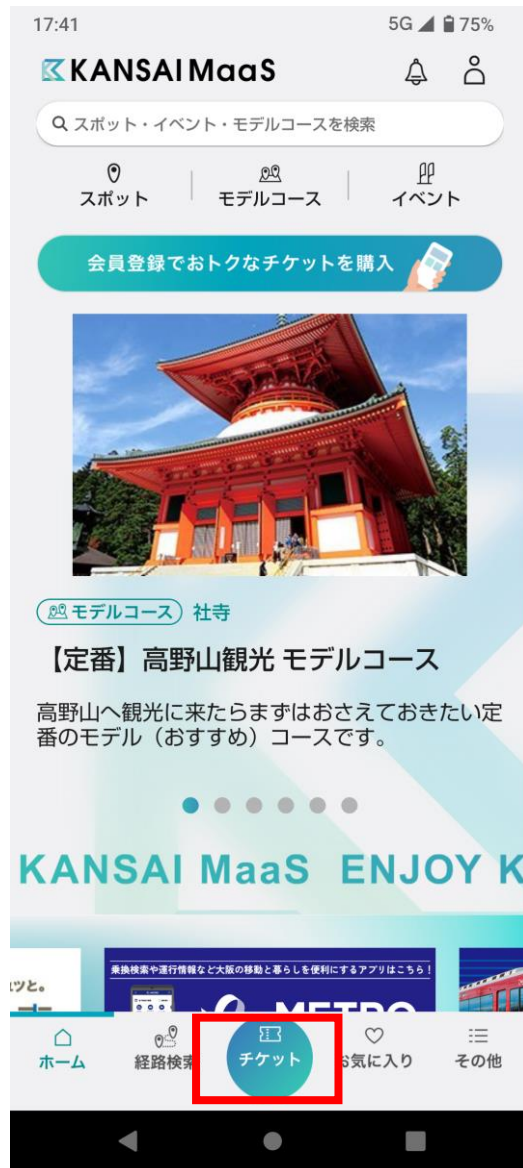 17:41
5G 75%
KANSAI MaaS
スポット・イベント・モデルコースを検索
スポット
モデルコース
イベント
会員登録でおトクなチケットを購入
モデルコース 社寺
【定番】高野山観光 モデルコース
高野山へ観光に来たらまずはおさえておきたい定
番のモデル（おすすめ）コースです。
KANSAI MaaS ENJOY K
ツと。
乗換検索や運行情報など大阪の移動と暮らしを便利にするアプリはこちら！
METRO
ホーム
経路検索
チケット
気に入り
その他